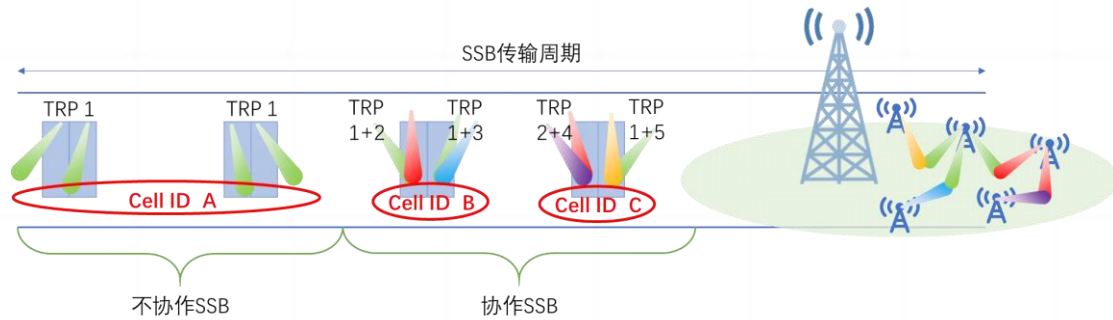 SSB传输周期
TRP 1
TRP 1
TRP
1+2
TRP
1+3
TRP
2+4
TRP
1+5
Cell ID A
Cell ID B
Cell ID C
不协作SSB
协作SSB